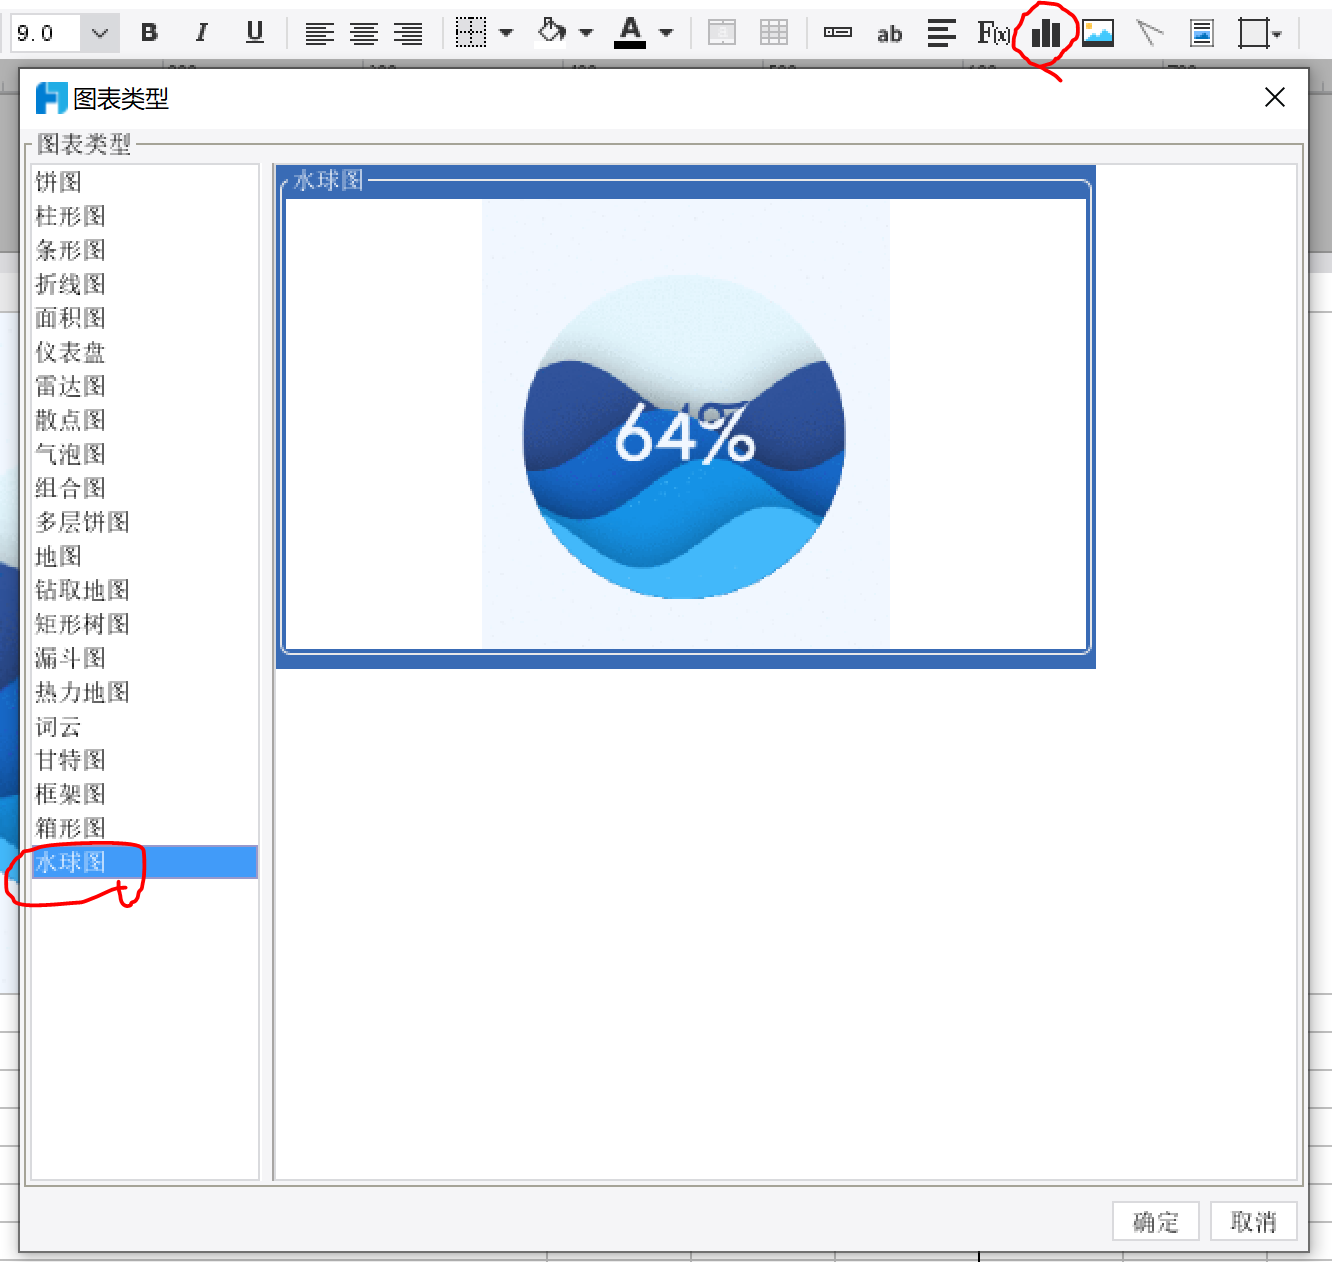 9.0 B I U A a ab F(x)
图表类型
图表类型
饼图
柱形图
条形图
折线图
面积图
仪表盘
雷达图
散点图
气泡图
组合图
多层饼图
地图
钻取地图
矩形树图
漏斗图
热力地图
词云
甘特图
框架图
箱形图
水球图
水球图
64%
确定 取消